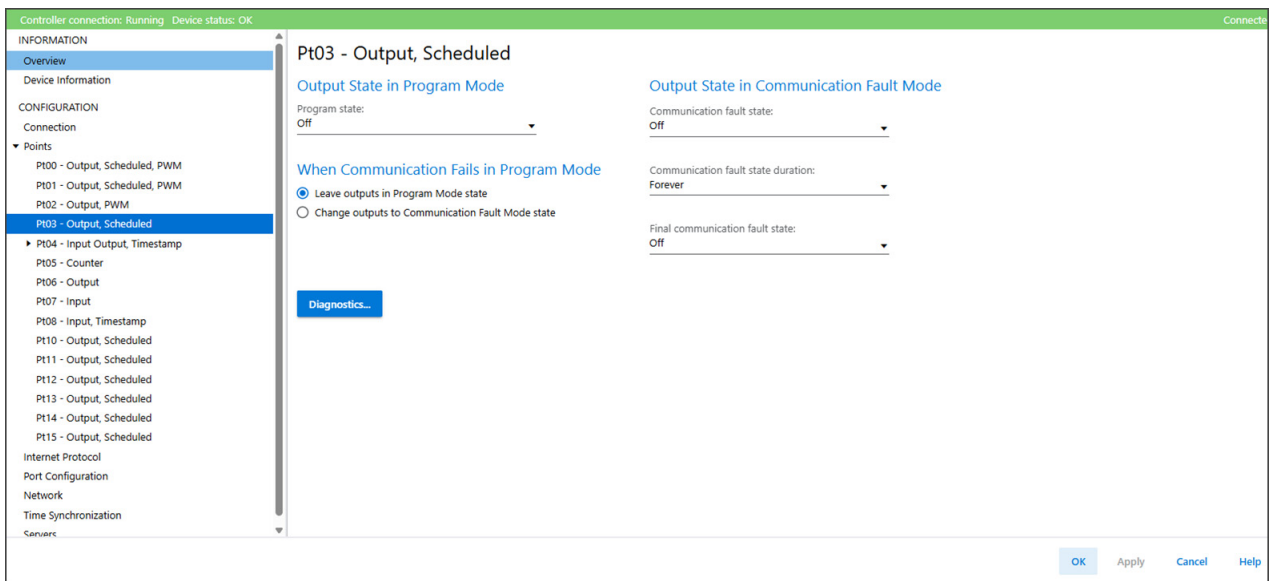 Controller connection: Running Device status: OK
Connecte
INFORMATION
Overview
Device Information
CONFIGURATION
Connection
Points
Pt00 - Output, Scheduled, PWM
Pt01 - Output, Scheduled, PWM
Pt02 - Output, PWM
Pt03 - Output, Scheduled
Pt04 - Input Output, Timestamp
Pt05 - Counter
Pt06 - Output
Pt07 - Input
Pt08 - Input, Timestamp
Pt10 - Output, Scheduled
Pt11 - Output, Scheduled
Pt12 - Output, Scheduled
Pt13 - Output, Scheduled
Pt14 - Output, Scheduled
Pt15 - Output, Scheduled
Internet Protocol
Port Configuration
Network
Time Synchronization
Servers
Pt03 - Output, Scheduled
Output State in Program Mode
Program state:
Off
When Communication Fails in Program Mode
Leave outputs in Program Mode state
Change outputs to Communication Fault Mode state
Diagnostics...
Output State in Communication Fault Mode
Communication fault state:
Off
Communication fault state duration:
Forever
Final communication fault state:
Off
OK Apply Cancel Help